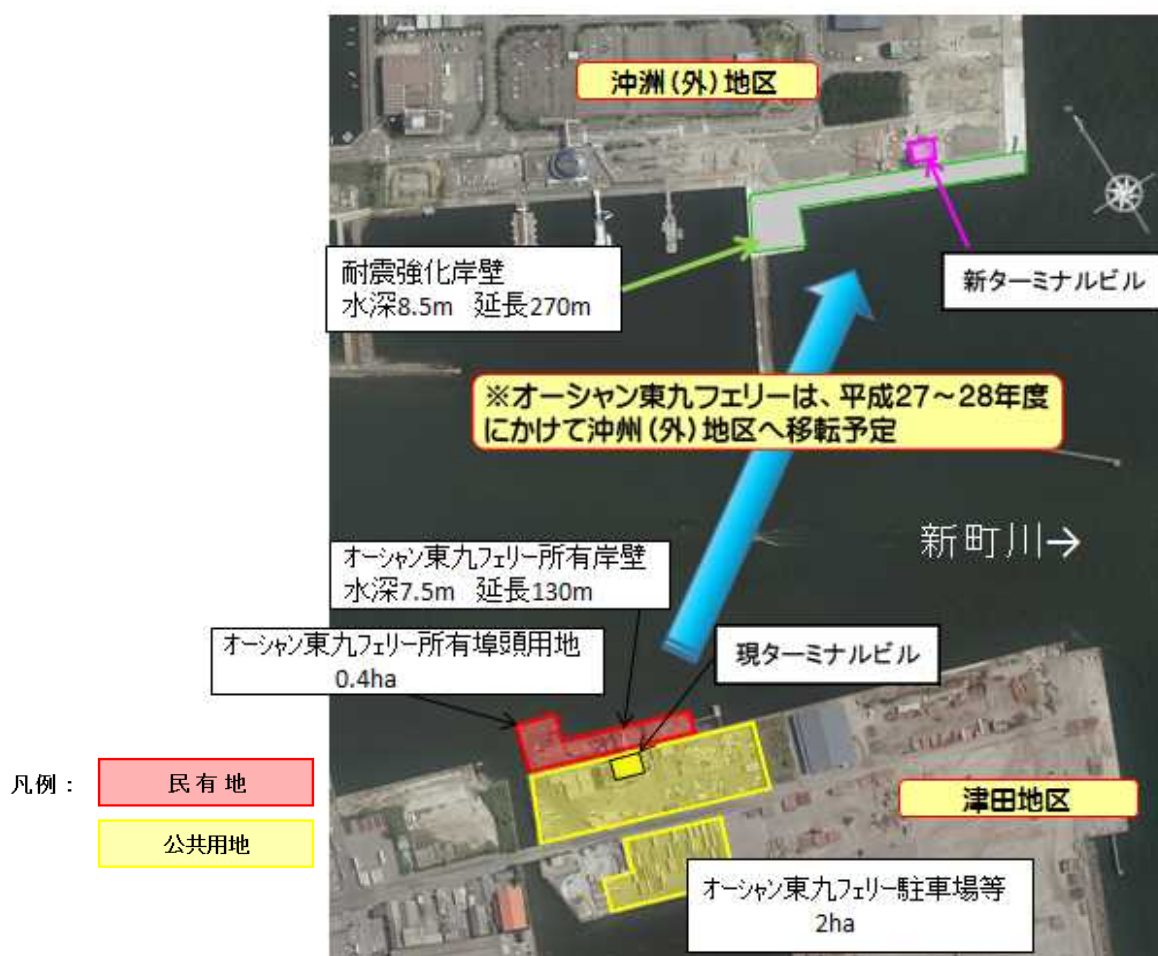 沖洲(外)地区
耐震強化岸壁
水深8.5m 延長270m
新ターミナルビル
※オーシャン東九フェリーは、平成27～28年度
にかけて沖州(外)地区へ移転予定
新町川→
オーシャン東九フェリー所有岸壁
水深7.5m 延長130m
オーシャン東九フェリー所有埠頭用地
0.4ha
現ターミナルビル
凡例：
民有地
公共用地
津田地区
オーシャン東九フェリー駐車場等
2ha